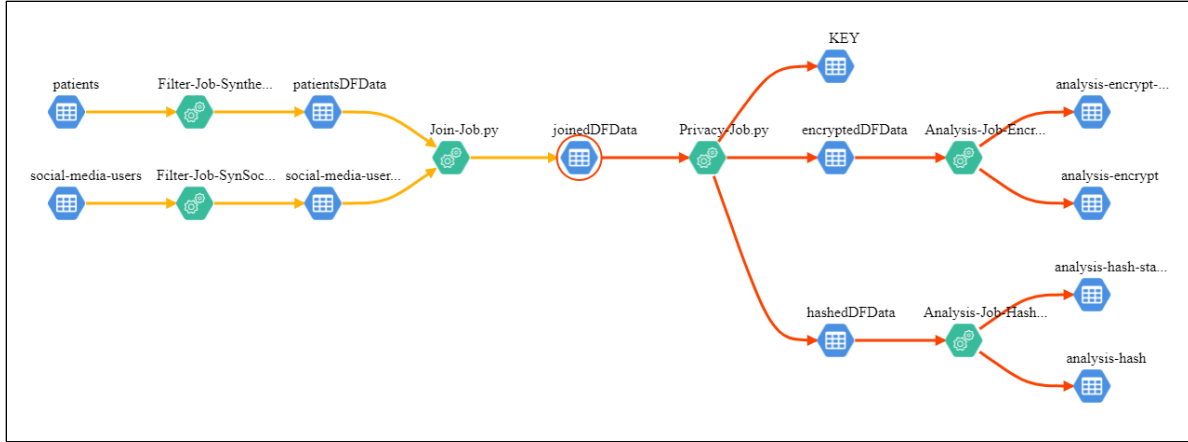 KEY
patients
Filter-Job-Synthe...
patientsDFData
analysis-encrypt-...
Join-Job.py
joinedDFData
Privacy-Job.py
encryptedDFData
Analysis-Job-Encr...
social-media-users
Filter-Job-SynSoc...
social-media-user...
analysis-encrypt
analysis-hash-sta...
hashedDFData
Analysis-Job-Hash...
analysis-hash